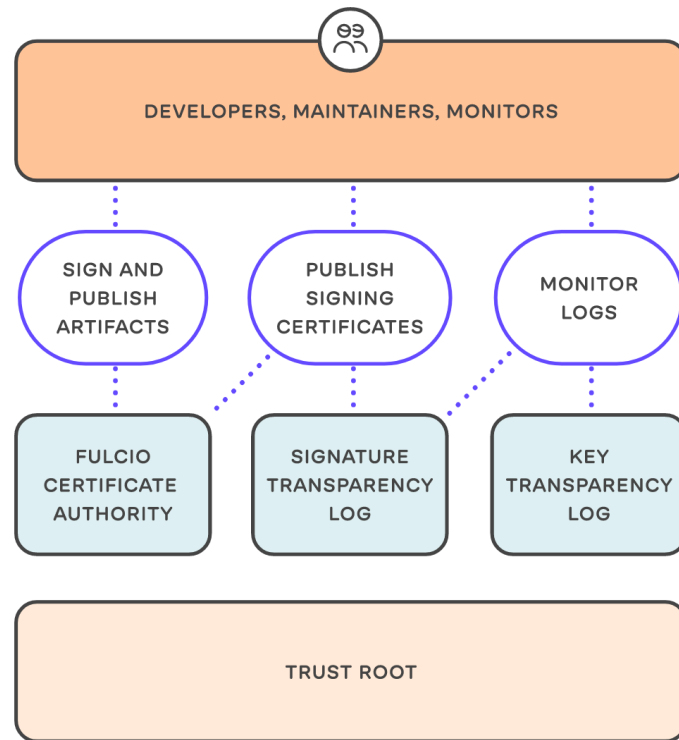 DEVELOPERS, MAINTAINERS, MONITORS
SIGN AND
PUBLISH
ARTIFACTS
PUBLISH
SIGNING
CERTIFICATES
MONITOR
LOGS
FULCIO
CERTIFICATE
AUTHORITY
SIGNATURE
TRANSPARENCY
LOG
KEY
TRANSPARENCY
LOG
TRUST ROOT